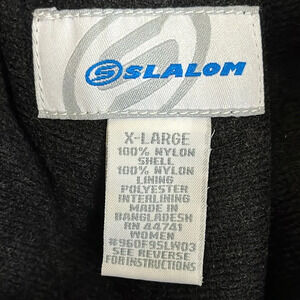 SLALOM
X-LARGE
100% NYLON
SHELL
100% NYLON
LINING
POLYESTER
INTERLINING
MADE IN
BANGLADESH
RN 44741
WOMEN
#960F9SLW03
SEE REVERSE
FOR INSTRUCTIONS